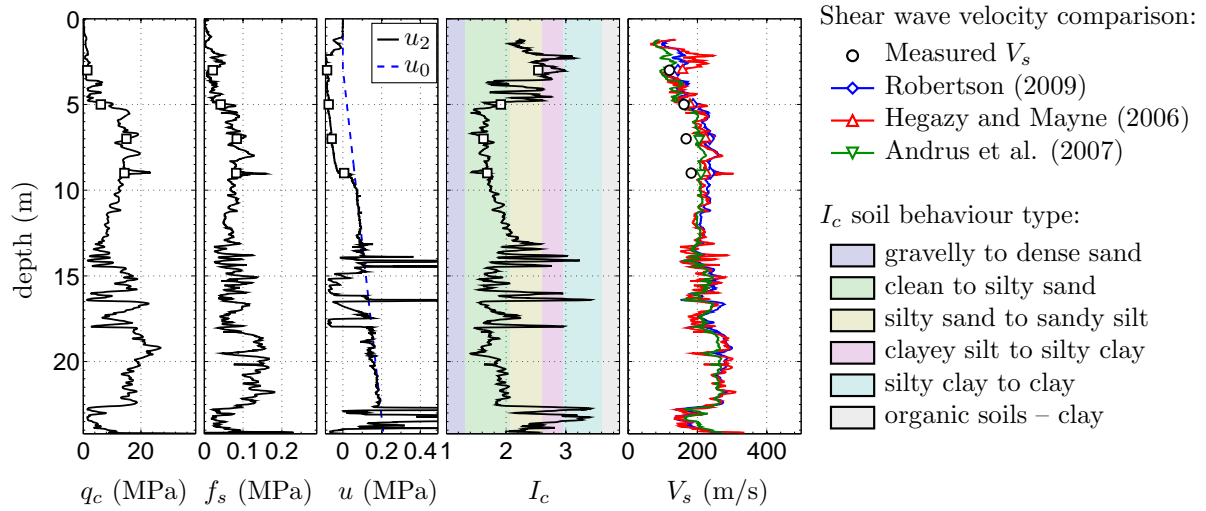 0
5
10
15
20
depth (m)
0 20
q_c (MPa)
0 0.1 0.2
f_s (MPa)
u_2
u_0
0 0.2 0.4
u (MPa)
1 2 3
I_c
0 200 400
V_s (m/s)
Shear wave velocity comparison:
Measured V_s
Robertson (2009)
Hegazy and Mayne (2006)
Andrus et al. (2007)
I_c soil behaviour type:
gravelly to dense sand
clean to silty sand
silty sand to sandy silt
clayey silt to silty clay
silty clay to clay
organic soils – clay